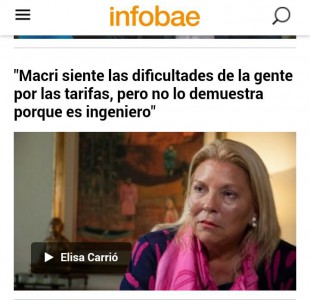 infobae
"Macri siente las dificultades de la gente
por las tarifas, pero no lo demuestra
porque es ingeniero"
Elisa Carrió